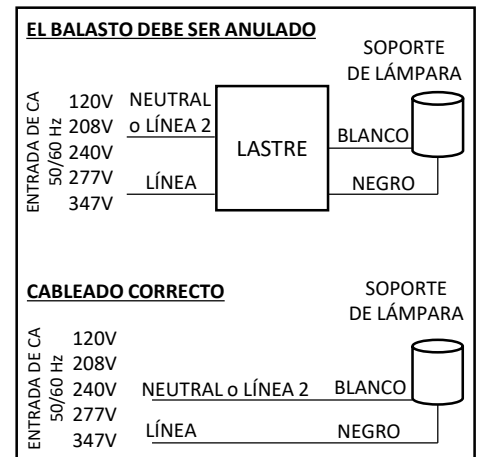 EL BALASTO DEBE SER ANULADO
SOPORTE
DE LÁMPARA
ENTRADA DE CA
50/60 Hz
120V
208V
240V
277V
347V
NEUTRAL
o LÍNEA 2
LÍNEA
LASTRE
BLANCO
NEGRO
CABLEADO CORRECTO
SOPORTE
DE LÁMPARA
ENTRADA DE CA
50/60 Hz
120V
208V
240V
277V
347V
NEUTRAL o LÍNEA 2
BLANCO
LÍNEA
NEGRO